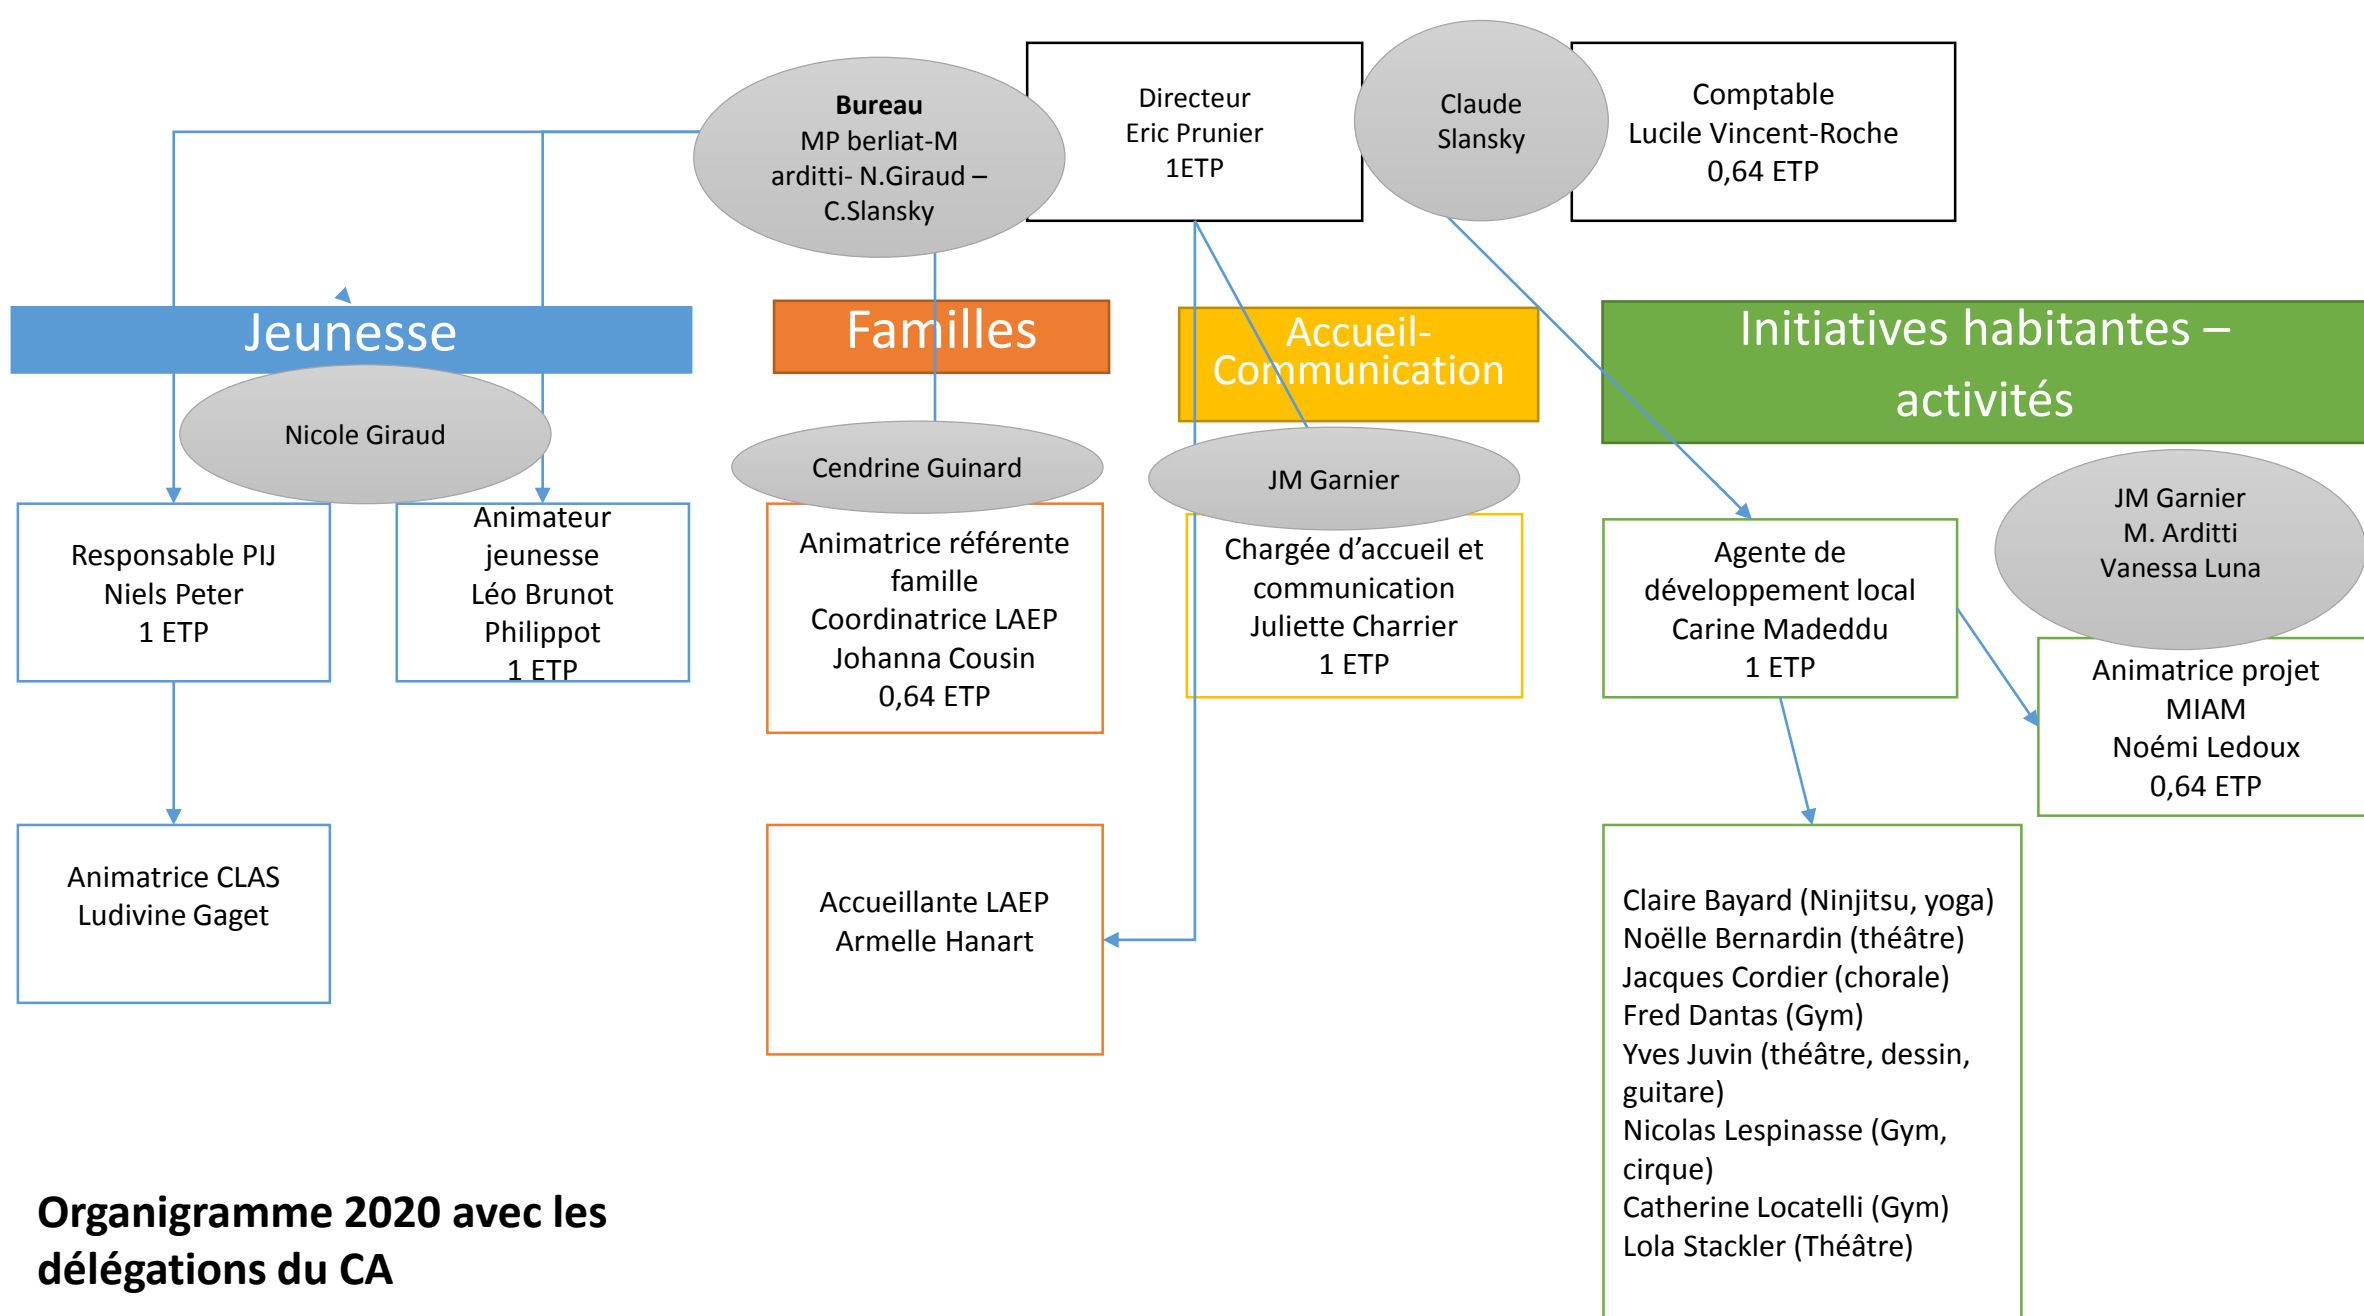 Bureau
MP berliat-M
arditti- N.Giraud –
C.Slansky
Directeur
Eric Prunier
1ETP
Claude
Slansky
Comptable
Lucile Vincent-Roche
0,64 ETP
Jeunesse
Familles
Accueil-
Communication
Initiatives habitantes –
activités
Nicole Giraud
Cendrine Guinard
JM Garnier
JM Garnier
M. Arditti
Vanessa Luna
Responsable PIJ
Niels Peter
1 ETP
Animateur
jeunesse
Léo Brunot
Philippot
1 ETP
Animatrice référente
famille
Coordinatrice LAEP
Johanna Cousin
0,64 ETP
Chargée d’accueil et
communication
Juliette Charrier
1 ETP
Agente de
développement local
Carine Madeddu
1 ETP
Animatrice projet
MIAM
Noémi Ledoux
0,64 ETP
Animatrice CLAS
Ludivine Gaget
Accueillante LAEP
Armelle Hanart
Claire Bayard (Ninjitsu, yoga)
Noëlle Bernardin (théâtre)
Jacques Cordier (chorale)
Fred Dantas (Gym)
Yves Juvin (théâtre, dessin,
guitare)
Nicolas Lespinasse (Gym,
cirque)
Catherine Locatelli (Gym)
Lola Stackler (Théâtre)
Organigramme 2020 avec les
délégations du CA